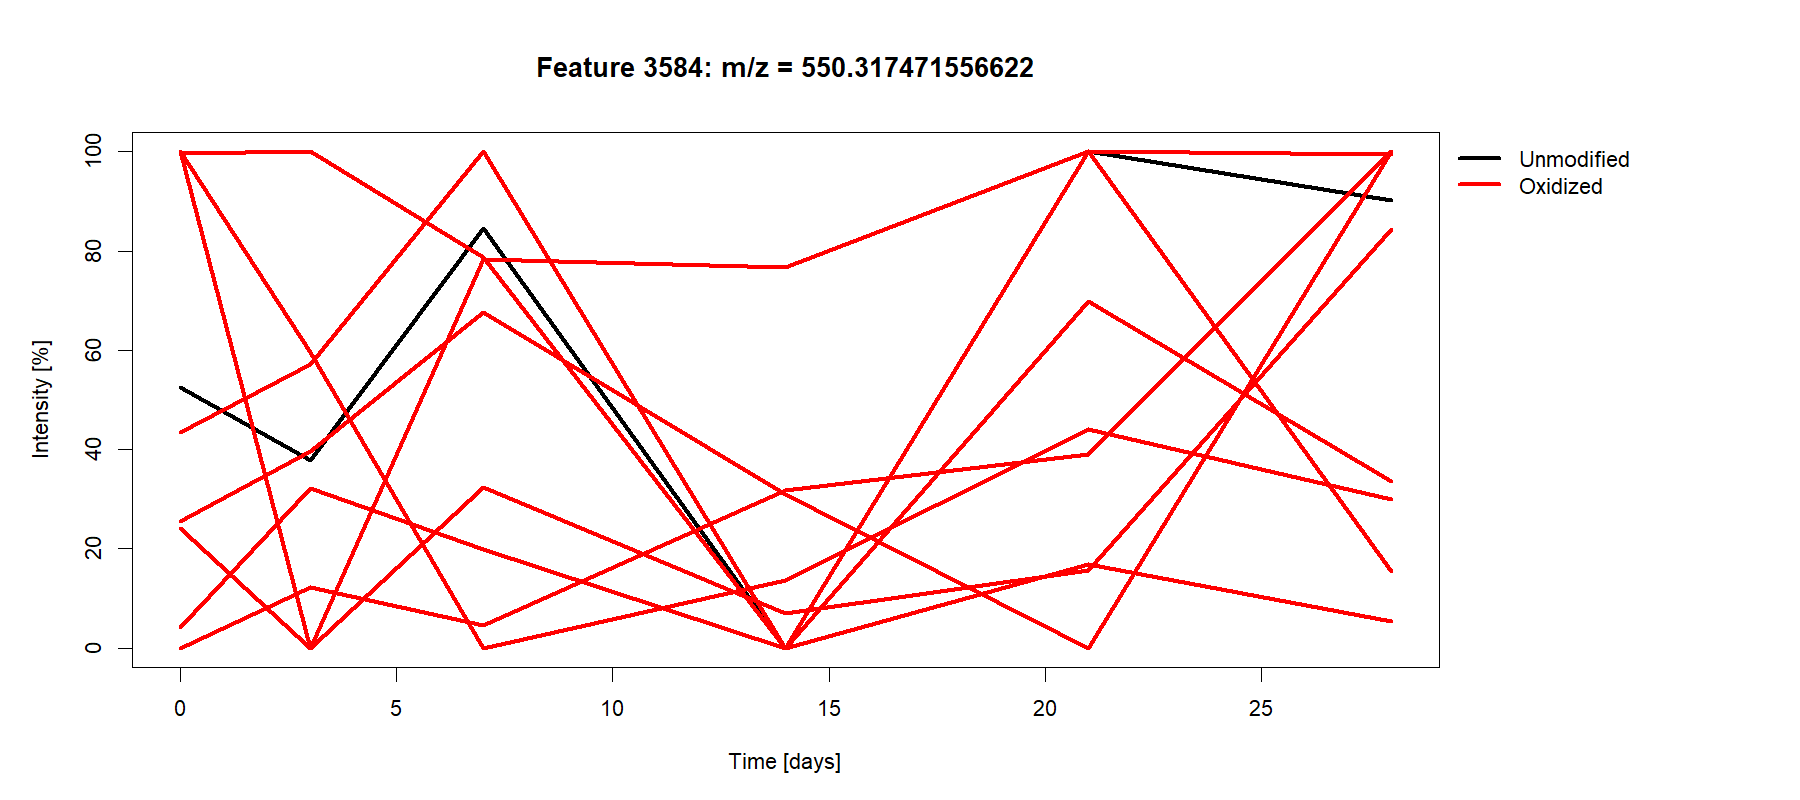 Feature 3584: m/z = 550.317471556622
Unmodified
Oxidized
Intensity [%]
100
80
60
40
20
0
0 5 10 15 20 25
Time [days]